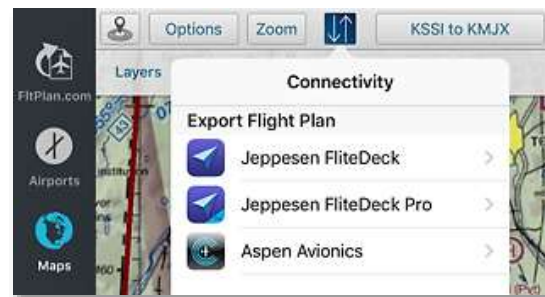 Options
Zoom
KSSI to KMJX
FltPlan.com
Layers
Connectivity
Export Flight Plan
Jeppesen FliteDeck
Airports
Jeppesen FliteDeck Pro
Aspen Avionics
Maps
43